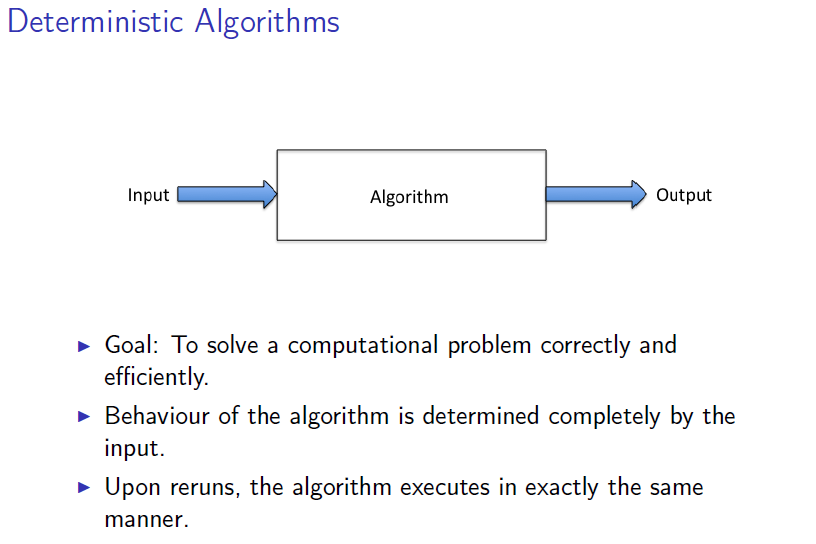 Deterministic Algorithms
Input
Algorithm
Output
► Goal: To solve a computational problem correctly and
efficiently.
► Behaviour of the algorithm is determined completely by the
input.
► Upon reruns, the algorithm executes in exactly the same
manner.